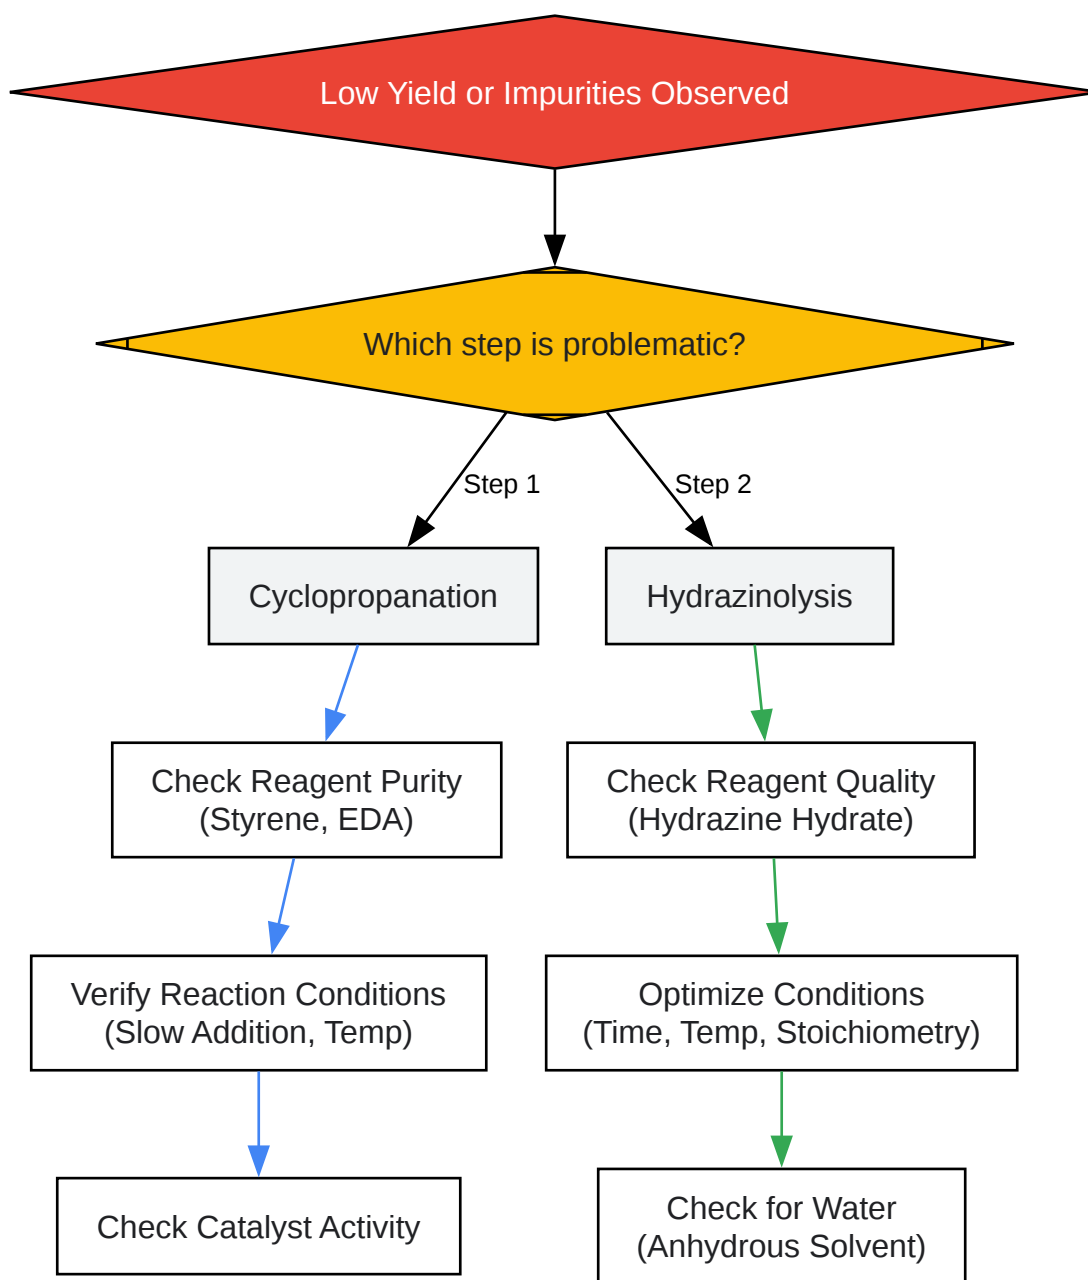 Low Yield or Impurities Observed
Which step is problematic?
Step 1
Step 2
Cyclopropanation
Hydrazinolysis
Check Reagent Purity
(Styrene, EDA)
Check Reagent Quality
(Hydrazine Hydrate)
Verify Reaction Conditions
(Slow Addition, Temp)
Optimize Conditions
(Time, Temp, Stoichiometry)
Check Catalyst Activity
Check for Water
(Anhydrous Solvent)